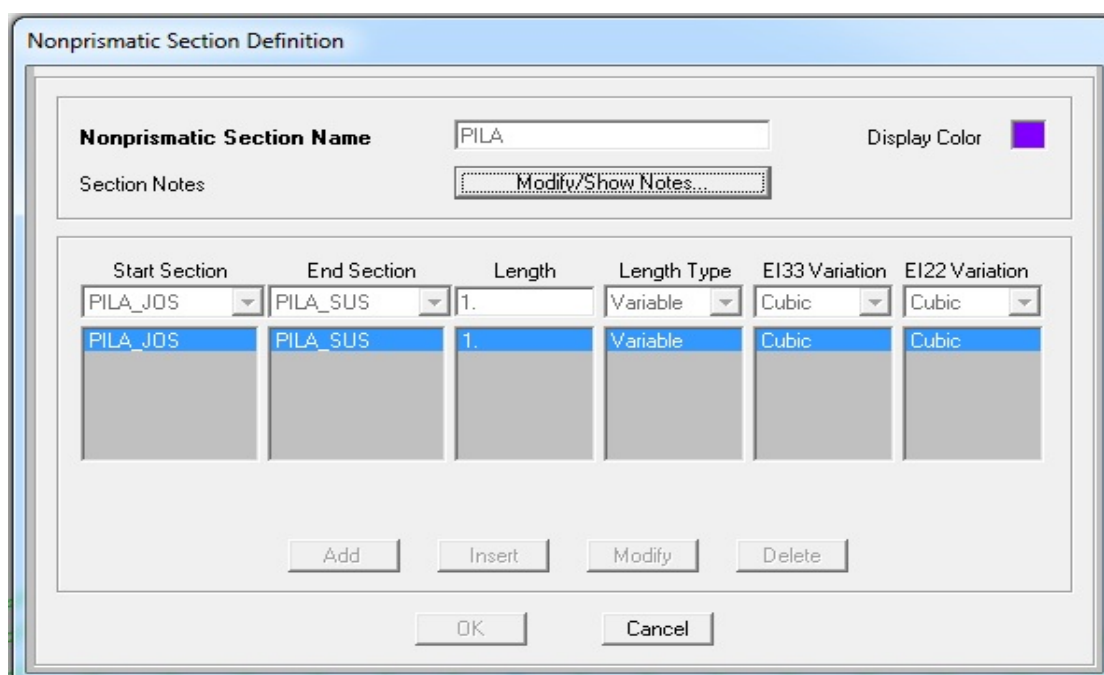 Nonprismatic Section Definition
Nonprismatic Section Name PILA Display Color
Section Notes Modify/Show Notes...
Start Section End Section Length Length Type EI33 Variation EI22 Variation
PILA_JOS PILA_SUS 1. Variable Cubic Cubic
PILA_JOS PILA_SUS 1. Variable Cubic Cubic
Add Insert Modify Delete
OK Cancel